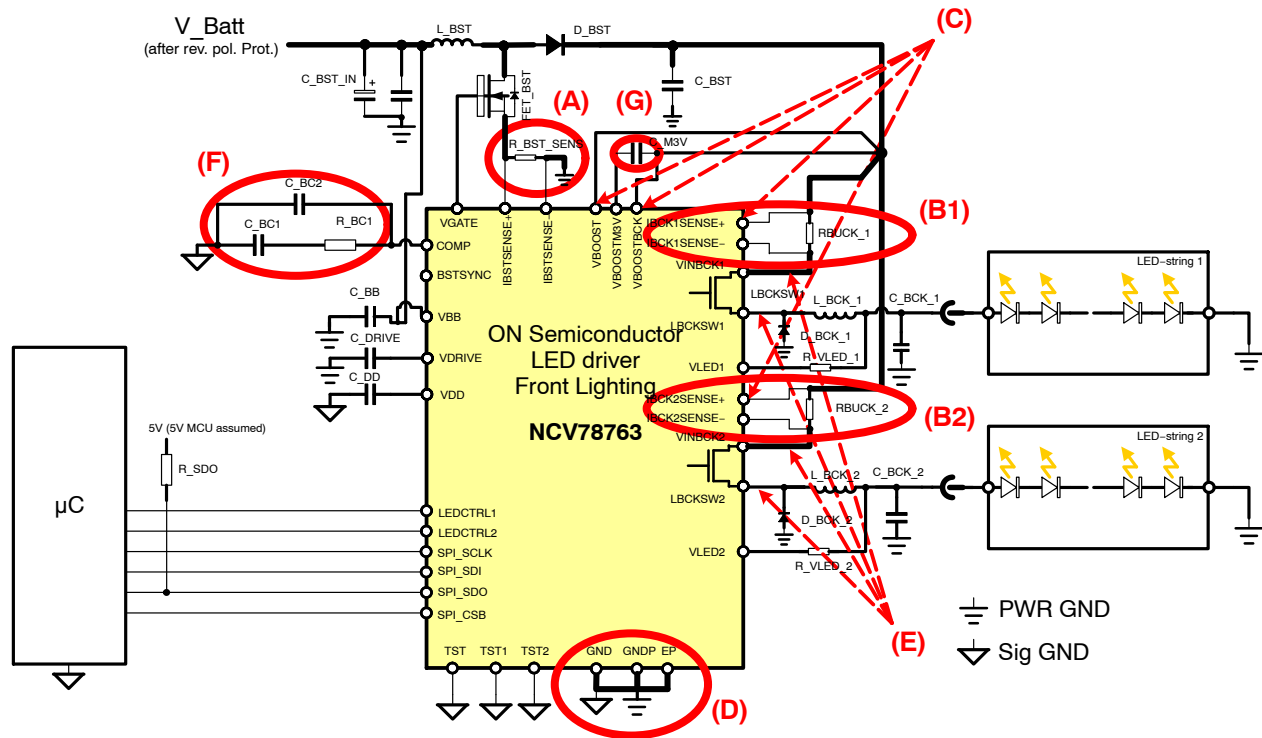 V_Batt
(after rev. pol. Prot.)
L_BST
D_BST
(C)
C_BST_IN
+
FET_BST
C_BST
(A)
(G)
R_BST_SENS
C_M3V
(F)
C_BC2
C_BC1
R_BC1
VGATE
IBSTSENSE+
IBSTSENSE-
VBOOST
VBOOSTM3V
VBOOSTBCK
IBCK1SENSE+
IBCK1SENSE−
RBUCK_1
(B1)
COMP
BSTSYNC
VINBCK1
LED−string 1
C_BB
VBB
LBCKSW1
L_BCK_1
C_BCK_1
ON Semiconductor
LED driver
Front Lighting
NCV78763
LBCKSW1
D_BCK_1
C_DRIVE
VDRIVE
R_VLED_1
VLED1
C_DD
VDD
IBCK2SENSE+
IBCK2SENSE−
RBUCK_2
(B2)
5V (5V MCU assumed)
R_SDO
VINBCK2
LED−string 2
L_BCK_2
C_BCK_2
LBCKSW2
D_BCK_2
µC
LEDCTRL1
LEDCTRL2
SPI_SCLK
SPI_SDI
SPI_SDO
SPI_CSB
VLED2
R_VLED_2
PWR GND
Sig GND
(E)
TST
TST1
TST2
GND
GNDP
EP
(D)